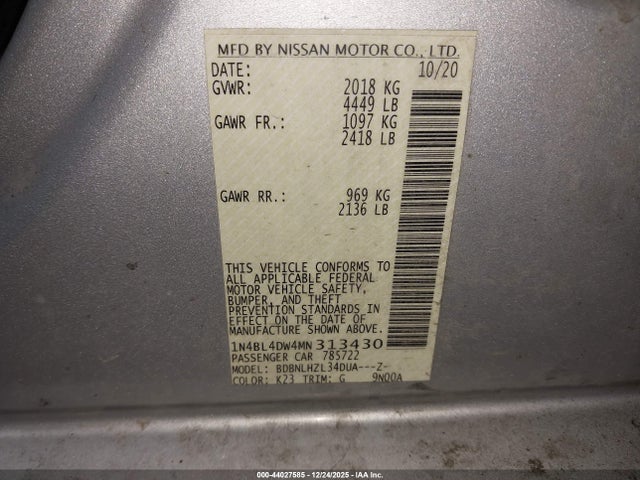 MFD BY NISSAN MOTOR CO., LTD.
DATE: 10/20
GVWR: 2018 KG
4449 LB
GAWR FR.: 1097 KG
2418 LB
GAWR RR.: 969 KG
2136 LB
THIS VEHICLE CONFORMS TO
ALL APPLICABLE FEDERAL
MOTOR VEHICLE SAFETY,
BUMPER, AND THEFT
PREVENTION STANDARDS IN
EFFECT ON THE DATE OF
MANUFACTURE SHOWN ABOVE.
1N4BL4DW4MN313430
PASSENGER CAR 785722
MODEL: BDBNLHZL34DUA---Z-
COLOR: K23 TRIM: G 9N00A
000-44027585 - 12/24/2025 - IAA Inc.